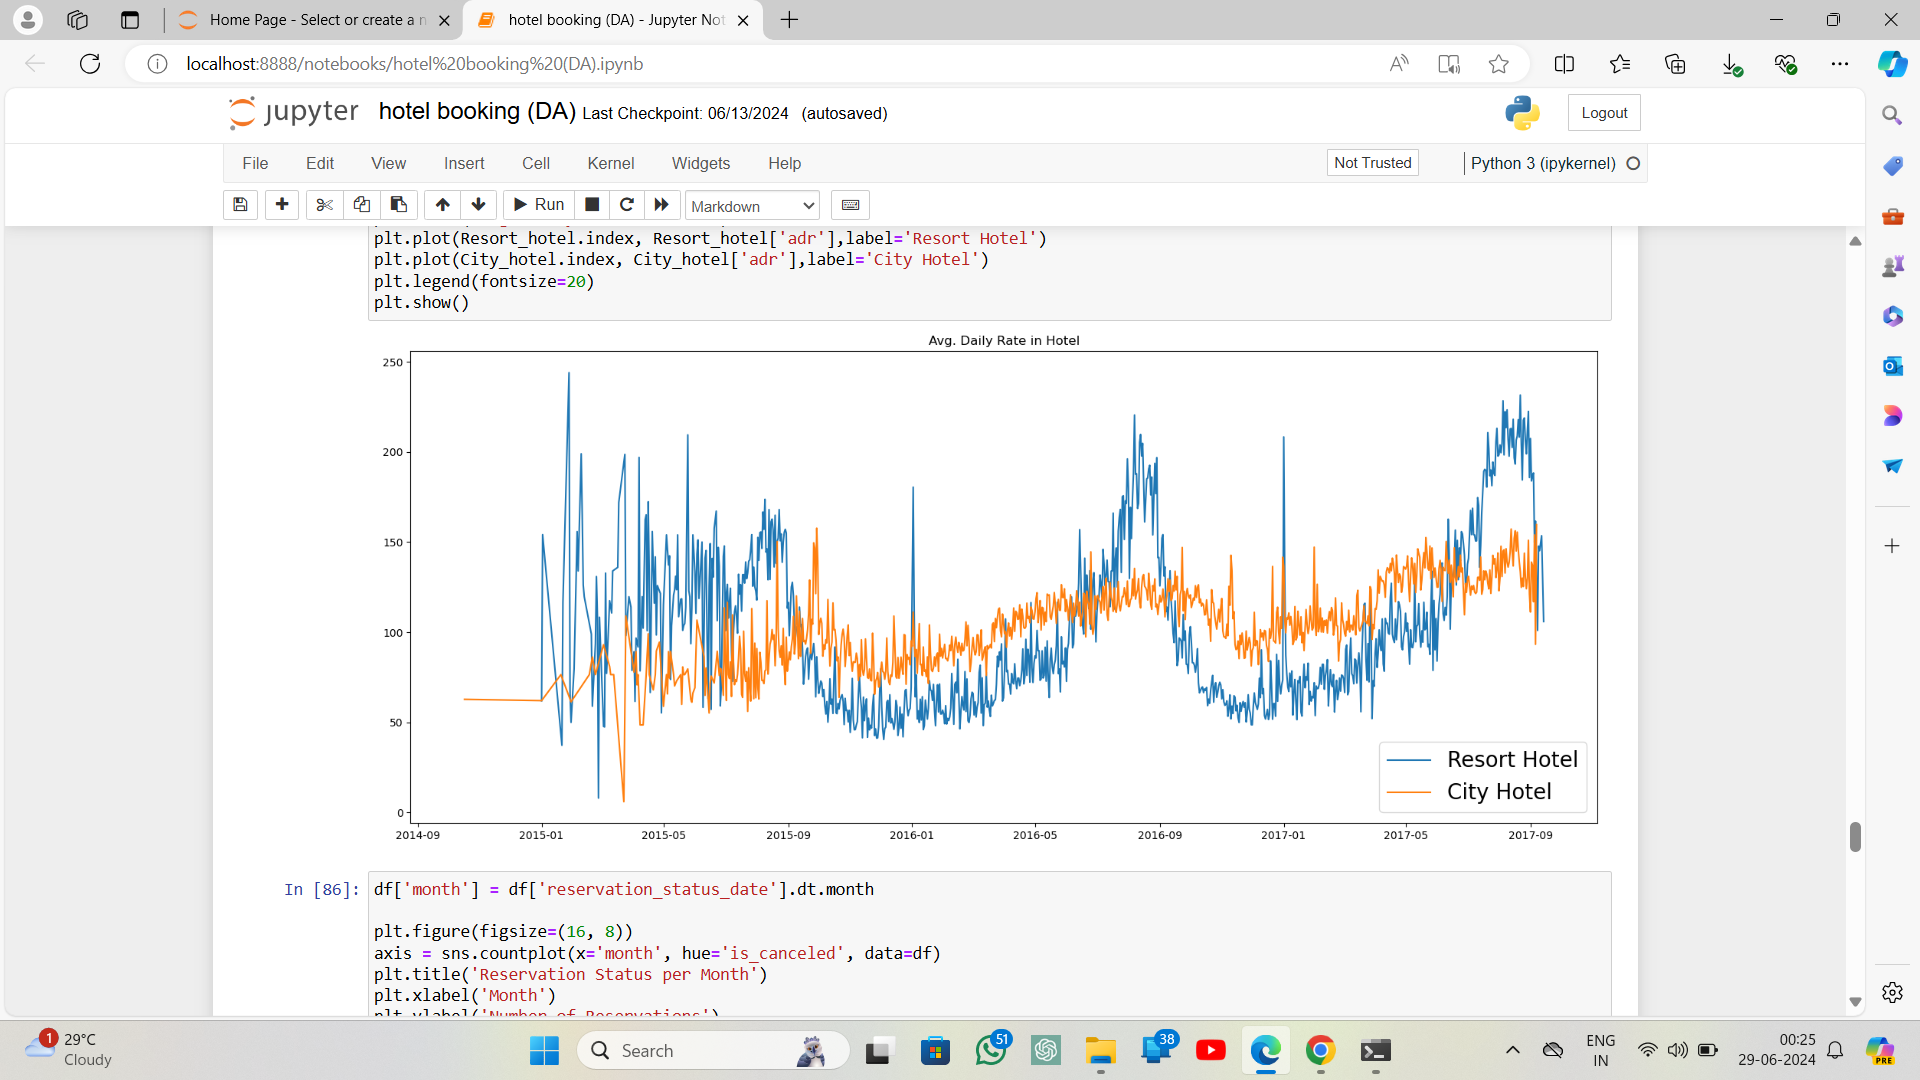 Home Page - Select or create a n
hotel booking (DA) - Jupyter Not
localhost:8888/notebooks/hotel%20booking%20(DA).ipynb
jupyter hotel booking (DA) Last Checkpoint: 06/13/2024 (autosaved)
Logout
File Edit View Insert Cell Kernel Widgets Help
Not Trusted
Python 3 (ipykernel)
Run
Markdown
plt.plot(Resort_hotel.index, Resort_hotel['adr'],label='Resort Hotel')
plt.plot(City_hotel.index, City_hotel['adr'],label='City Hotel')
plt.legend(fontsize=20)
plt.show()
Avg. Daily Rate in Hotel
250
200
150
100
50
0
Resort Hotel
City Hotel
2014-09 2015-01 2015-05 2015-09 2016-01 2016-05 2016-09 2017-01 2017-05 2017-09
In [86]:
df['month'] = df['reservation_status_date'].dt.month
plt.figure(figsize=(16, 8))
axis = sns.countplot(x='month', hue='is_canceled', data=df)
plt.title('Reservation Status per Month')
plt.xlabel('Month')
plt.ylabel('Number of Reservations')
1
29°C
Cloudy
Search
51
38
ENG
IN
00:25
29-06-2024
PRE